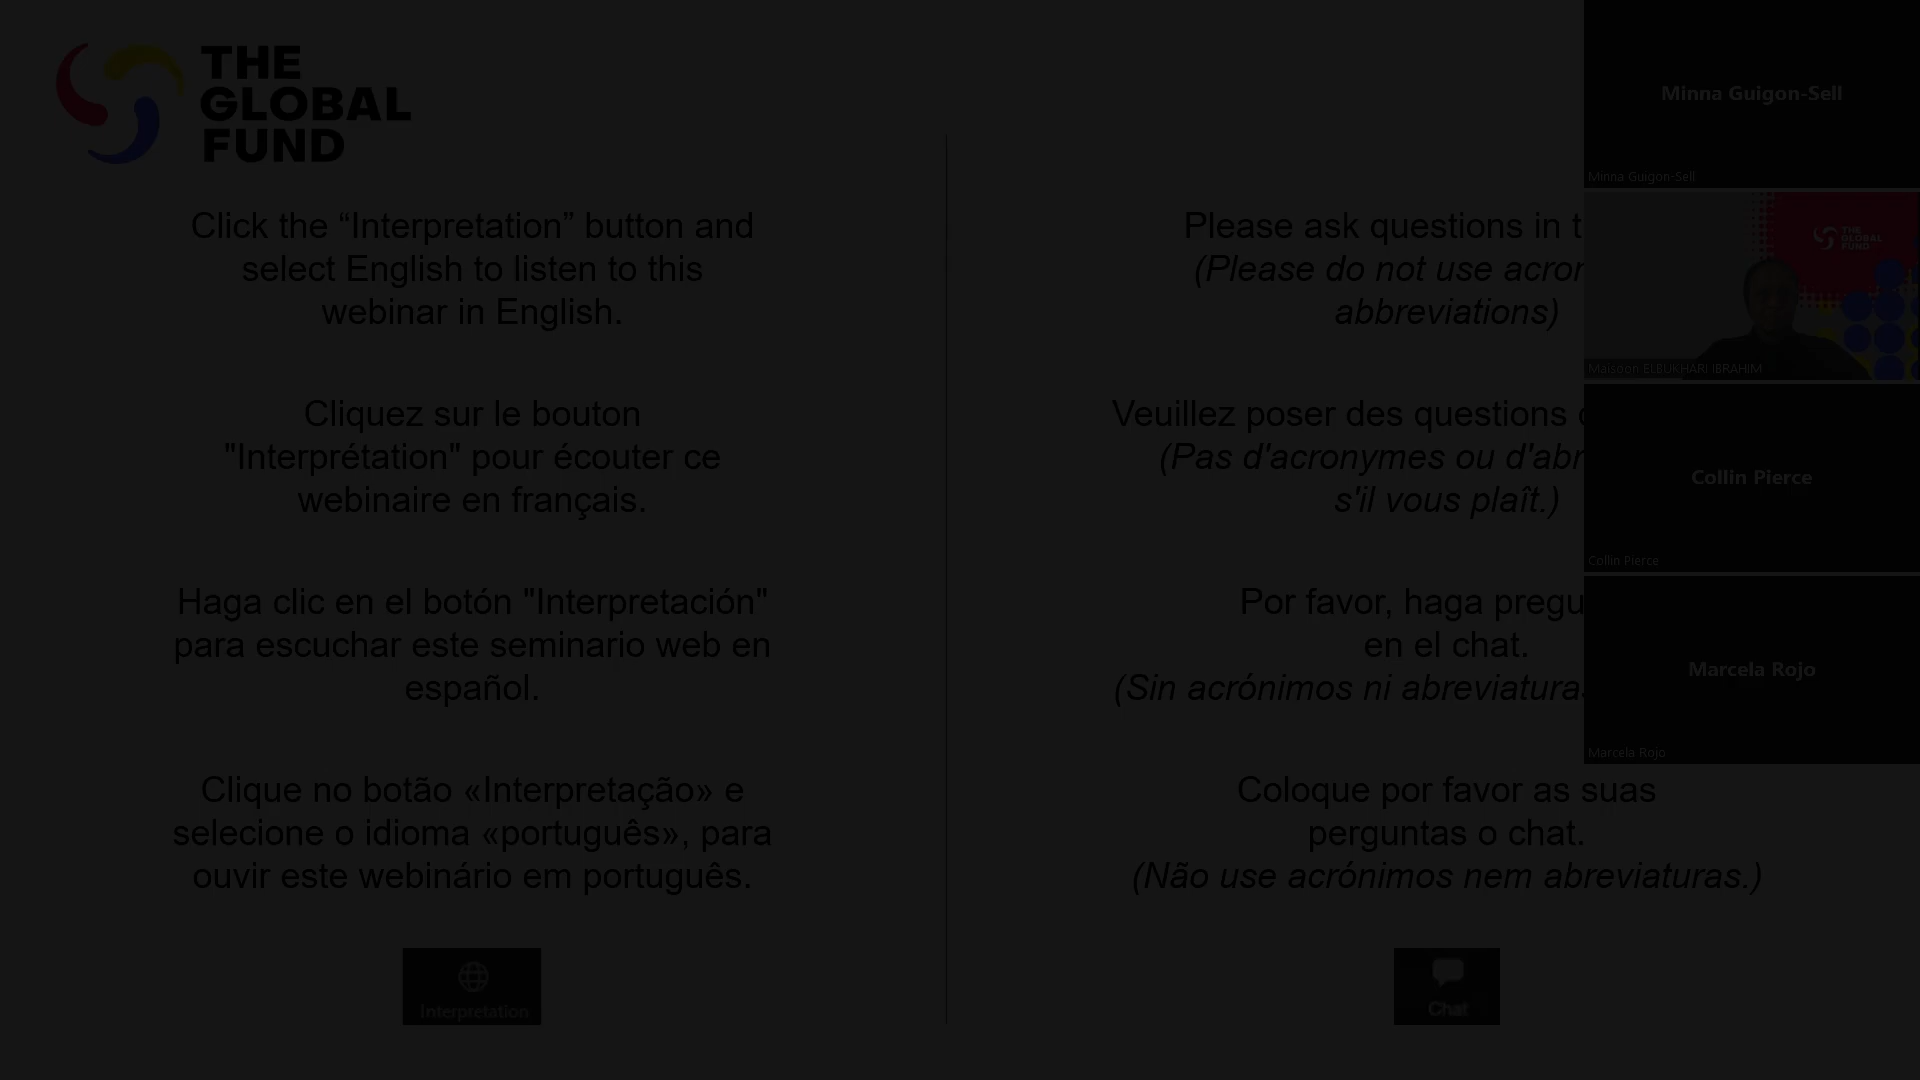 THE
GLOBAL
FUND
Click the “Interpretation” button and
select English to listen to this
webinar in English.
Cliquez sur le bouton
"Interprétation" pour écouter ce
webinaire en français.
Haga clic en el botón "Interpretación"
para escuchar este seminario web en
español.
Clique no botão «Interpretação» e
selecione o idioma «português», para
ouvir este webinário em português.
Interpretation
Please ask questions in
(Please do not use
abbreviations)
Veuillez poser des questions
(Pas d'acronymes ou
s'il vous plaît.)
Por favor, haga
en el chat.
(Sin acrónimos ni
Coloque por favor as suas
perguntas o chat.
(Não use acrónimos nem abreviaturas.)
Chat
Minna Guigon-Sell
Minna Guigon-Sell
THE
GLOBAL
FUND
Maisoon ELBUKHARI IBRAHIM
Collin Pierce
Collin Pierce
Marcela Rojo
Marcela Rojo